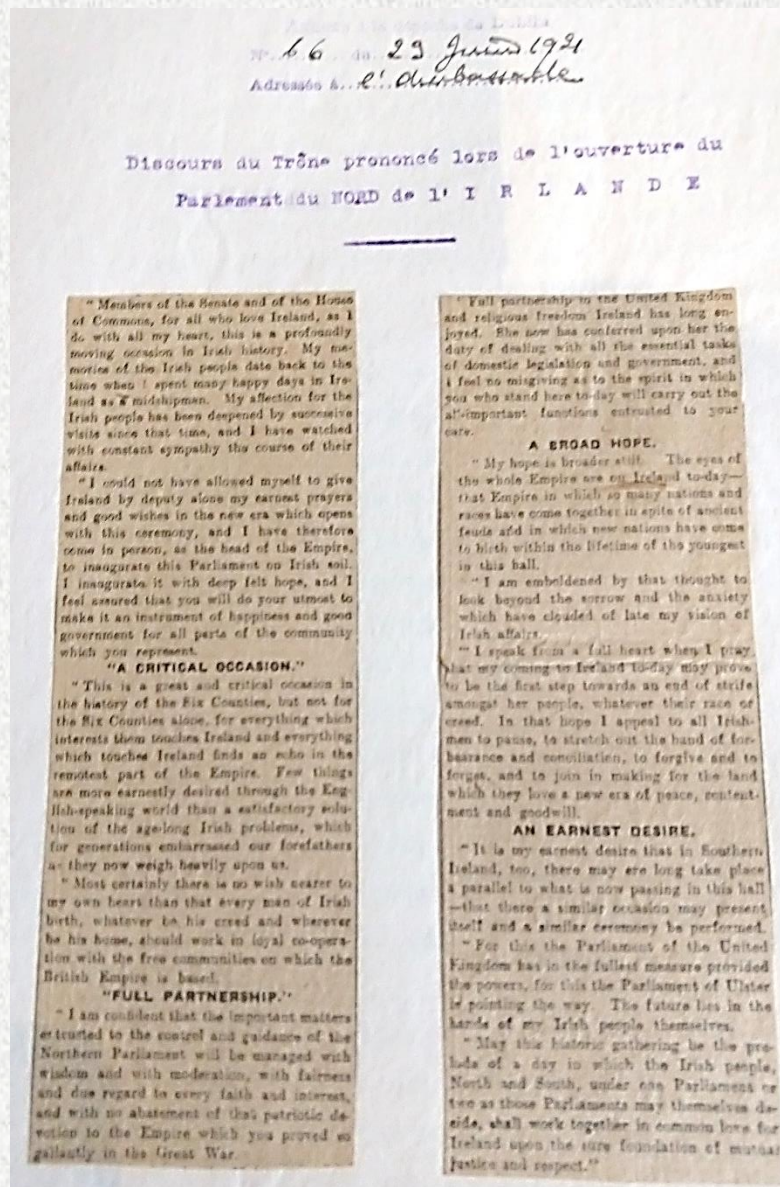 Annexe à la dépêche de Dublin
N° 66 du 29 Juin 1921
Adressée à l'Ambassade
Discours du Trône prononcé lors de l'ouverture du
Parlement du NORD de l' I R L A N D E
" Members of the Senate and of the House
of Commons, for all who love Ireland, as I
do with all my heart, this is a profoundly
moving occasion in Irish history. My me-
mories of the Irish people date back to the
time when I spent many happy days in Ire-
land as a midshipman. My affection for the
Irish people has been deepened by successive
visits since that time, and I have watched
with constant sympathy the course of their
affairs.
" I could not have allowed myself to give
Ireland by deputy alone my earnest prayers
and good wishes in the new era which opens
with this ceremony, and I have therefore
come in person, as the head of the Empire,
to inaugurate this Parliament on Irish soil.
I inaugurate it with deep felt hope, and I
feel assured that you will do your utmost to
make it an instrument of happiness and good
government for all parts of the community
which you represent.
"A CRITICAL OCCASION."
" This is a great and critical occasion in
the history of the Six Counties, but not for
the Six Counties alone, for everything which
interests them touches Ireland and everything
which touches Ireland finds an echo in the
remotest part of the Empire. Few things
are more earnestly desired through the Eng-
lish-speaking world than a satisfactory solu-
tion of the age-long Irish problems, which
for generations embarrassed our forefathers
as they now weigh heavily upon us.
" Most certainly there is no wish nearer to
my own heart than that every man of Irish
birth, whatever be his creed and wherever
be his home, should work in loyal co-opera-
tion with the free communities on which the
British Empire is based.
"FULL PARTNERSHIP."
" I am confident that the important matters
entrusted to the control and guidance of the
Northern Parliament will be managed with
wisdom and with moderation, with fairness
and due regard to every faith and interest,
and with no abatement of that patriotic de-
votion to the Empire which you proved so
gallantly in the Great War.
" Full partnership in the United Kingdom
and religious freedom Ireland has long en-
joyed. She now has conferred upon her the
duty of dealing with all the essential tasks
of domestic legislation and government, and
I feel no misgiving as to the spirit in which
you who stand here to-day will carry out the
all-important functions entrusted to your
care.
A BROAD HOPE.
" My hope is broader still. The eyes of
the whole Empire are on Ireland to-day—
that Empire in which so many nations and
races have come together in spite of ancient
feuds and in which new nations have come
to birth within the lifetime of the youngest
in this hall.
" I am emboldened by that thought to
look beyond the sorrow and the anxiety
which have clouded of late my vision of
Irish affairs.
" I speak from a full heart when I pray
that my coming to Ireland to-day may prove
to be the first step towards an end of strife
amongst her people, whatever their race or
creed. In that hope I appeal to all Irish-
men to pause, to stretch out the hand of for-
bearance and conciliation, to forgive and to
forget, and to join in making for the land
which they love a new era of peace, content-
ment and goodwill.
AN EARNEST DESIRE.
" It is my earnest desire that in Southern
Ireland, too, there may ere long take place
a parallel to what is now passing in this hall
—that there a similar occasion may present
itself and a similar ceremony be performed.
" For this the Parliament of the United
Kingdom has in the fullest measure provided
the powers, for this the Parliament of Ulster
is pointing the way. The future lies in the
hands of my Irish people themselves.
" May this historic gathering be the pre-
lude of a day in which the Irish people,
North and South, under one Parliament or
two as those Parliaments may themselves de-
cide, shall work together in common love for
Ireland upon the sure foundation of mutual
justice and respect."